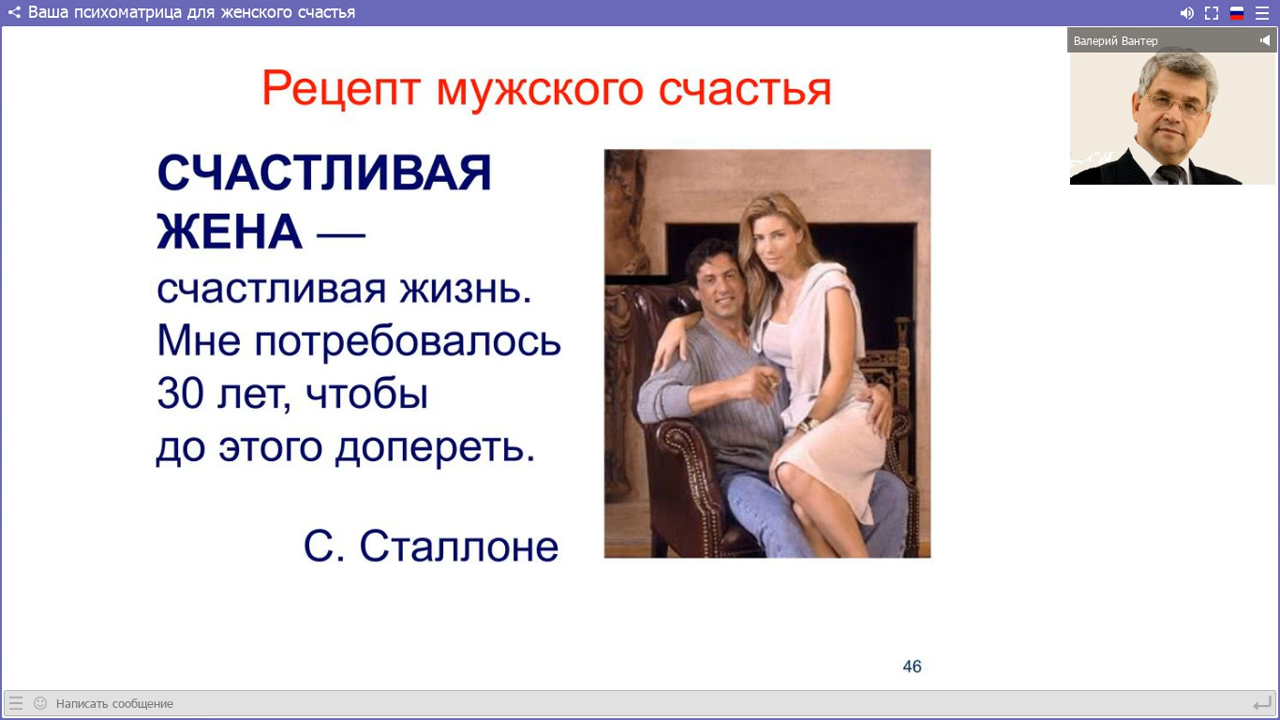 Ваша психоматрица для женского счастья
Валерий Вантер
Рецепт мужского счастья
СЧАСТЛИВАЯ
ЖЕНА —
счастливая жизнь.
Мне потребовалось
30 лет, чтобы
до этого допереть.
С. Сталлоне
46
Написать сообщение